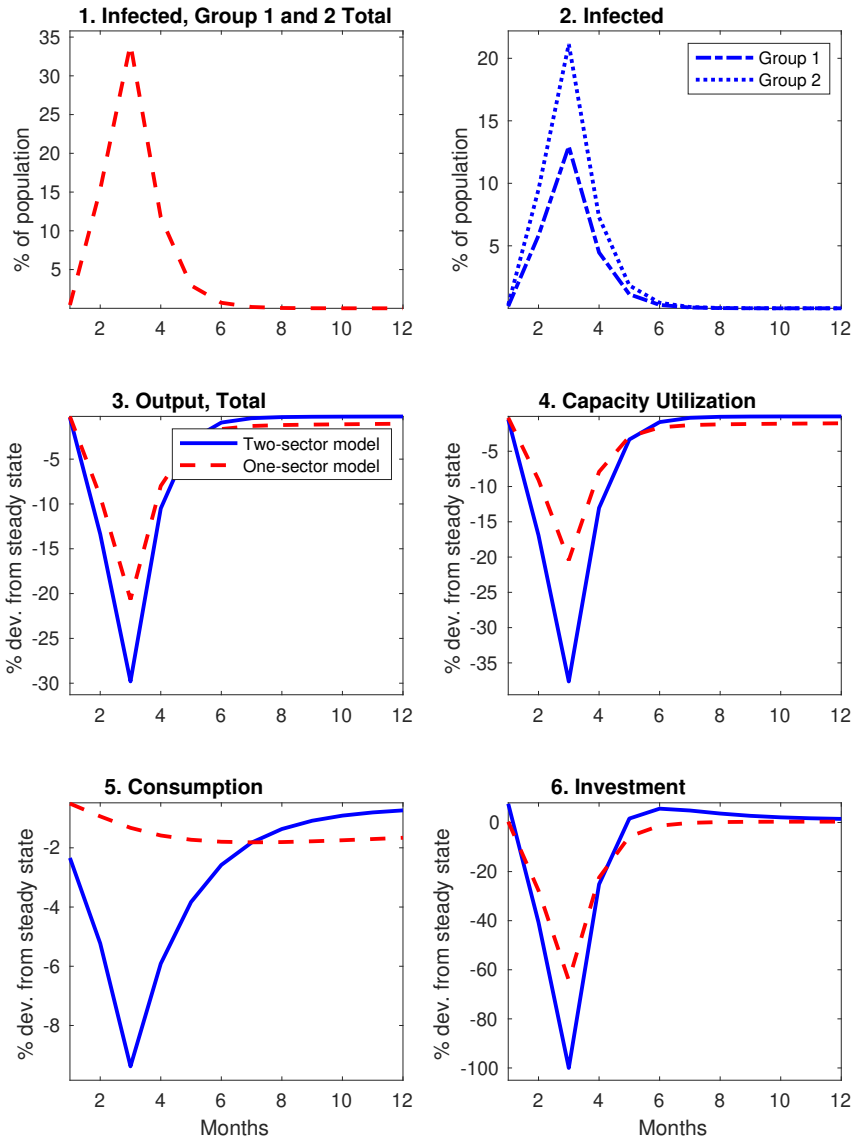 1. Infected, Group 1 and 2 Total
% of population
35
30
25
20
15
10
5
2 4 6 8 10 12
2. Infected
% of population
20
15
10
5
Group 1
Group 2
2 4 6 8 10 12
3. Output, Total
% dev. from steady state
-5
-10
-15
-20
-25
-30
Two-sector model
One-sector model
2 4 6 8 10 12
4. Capacity Utilization
% dev. from steady state
-5
-10
-15
-20
-25
-30
-35
2 4 6 8 10 12
5. Consumption
% dev. from steady state
-2
-4
-6
-8
2 4 6 8 10 12
Months
6. Investment
% dev. from steady state
0
-20
-40
-60
-80
-100
2 4 6 8 10 12
Months